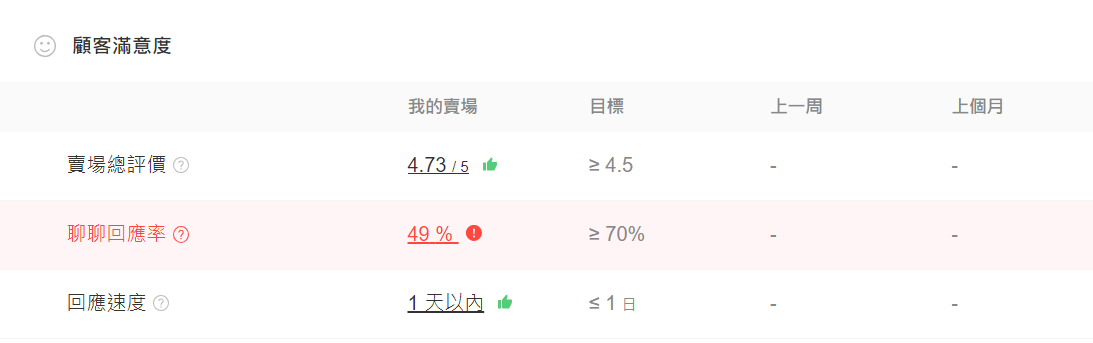 顧客滿意度
我的賣場 目標 上一周 上個月
賣場總評價 ? 4.73 / 5 ≥ 4.5 - -
聊聊回應率 ? 49 % ! ≥ 70% - -
回應速度 ? 1 天以內 ≤ 1 日 - -